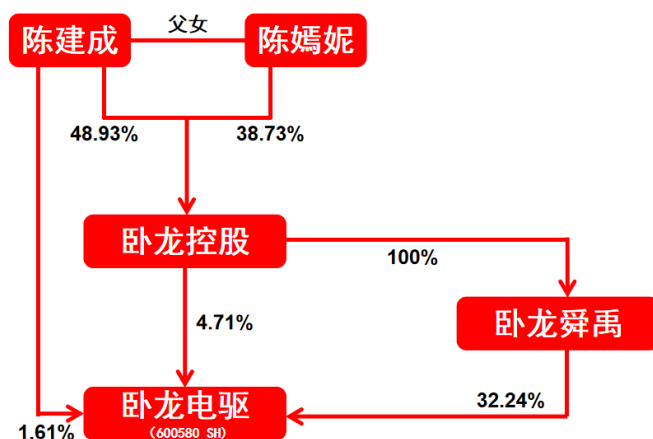 父女
陈建成
陈嫣妮
48.93%
38.73%
卧龙控股
100%
4.71%
卧龙舜禹
卧龙电驱
(600580 SH)
32.24%
1.61%